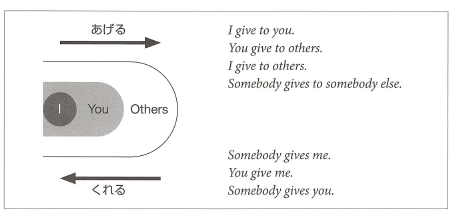 あげる
I give to you.
You give to others.
I give to others.
Somebody gives to somebody else.
I You Others
Somebody gives me.
You give me.
Somebody gives you.
くれる